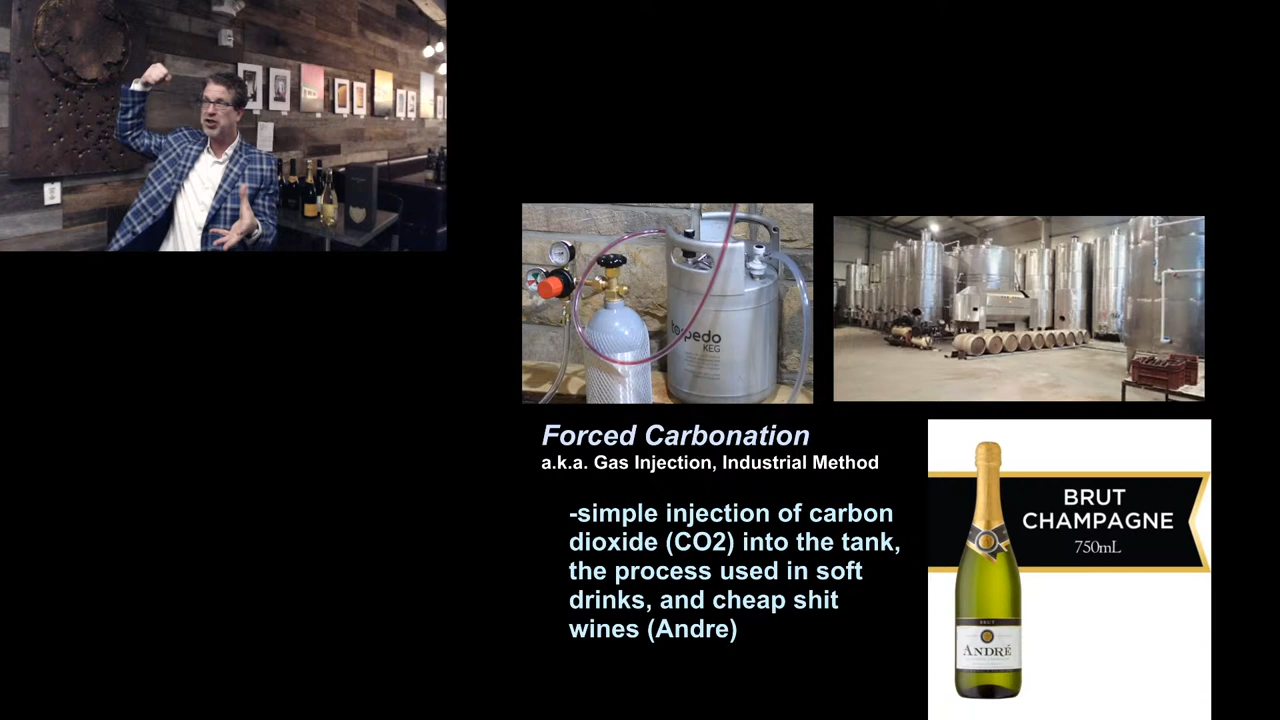 torpedo
KEG
Forced Carbonation
a.k.a. Gas Injection, Industrial Method
-simple injection of carbon
dioxide (CO2) into the tank,
the process used in soft
drinks, and cheap shit
wines (Andre)
BRUT
CHAMPAGNE
750mL
BRUT
ANDRÉ